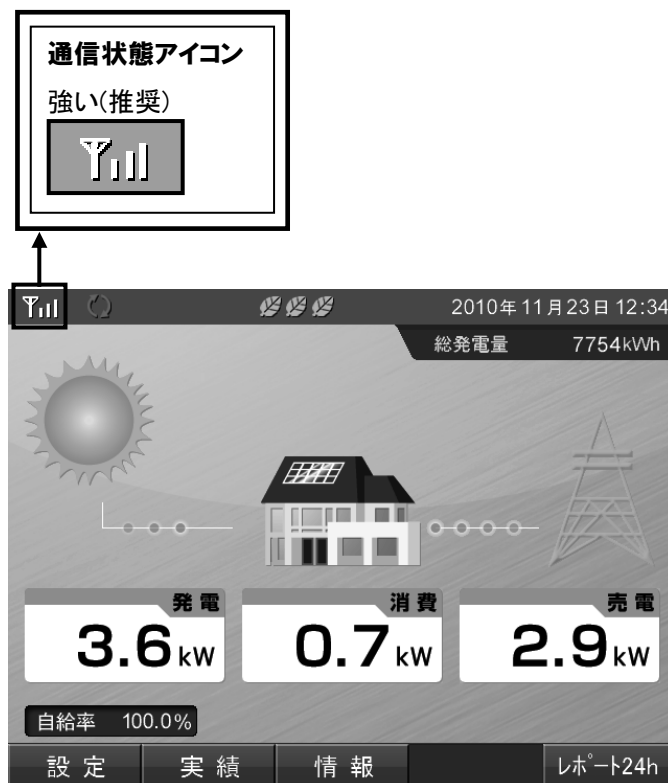 通信状態アイコン
強い(推奨)
2010年11月23日 12:34
総発電量 7754kWh
発電 消費 売電
3.6kW 0.7kW 2.9kW
自給率 100.0%
設定 実績 情報 レポート24h